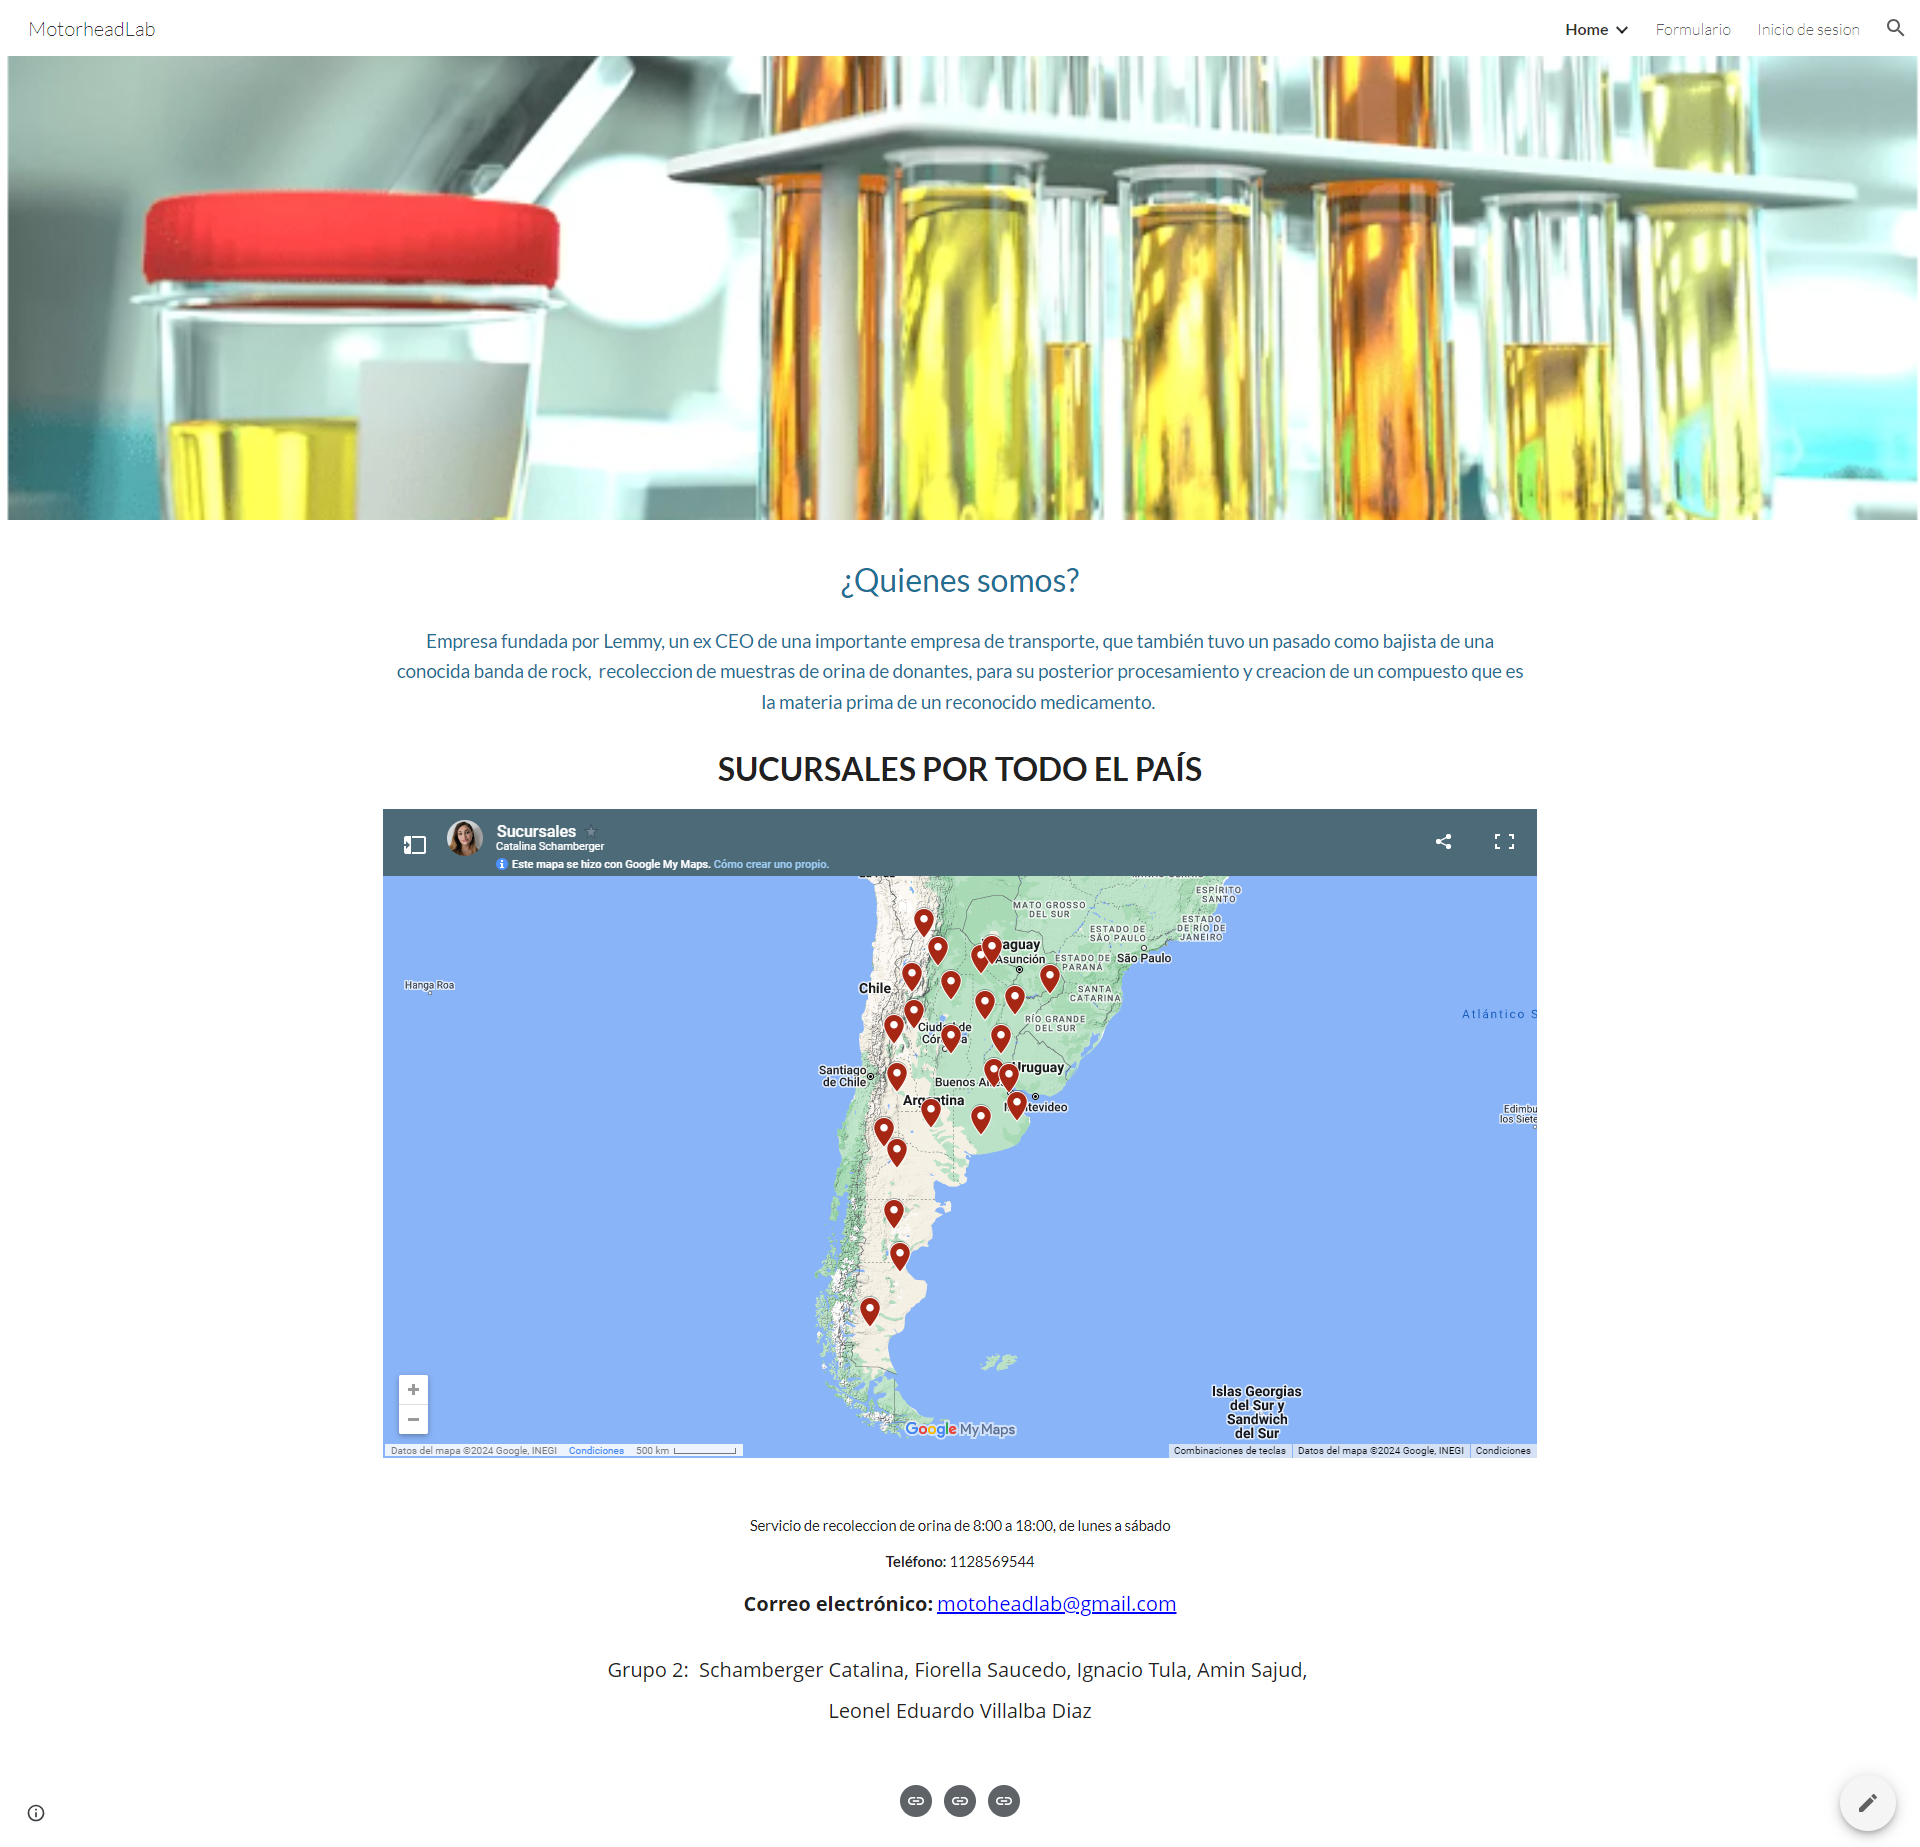 MotorheadLab
Home
Formulario
Inicio de sesion
¿Quienes somos?
Empresa fundada por Lemmy, un ex CEO de una importante empresa de transporte, que también tuvo un pasado como bajista de una
conocida banda de rock,  recoleccion de muestras de orina de donantes, para su posterior procesamiento y creacion de un compuesto que es
la materia prima de un reconocido medicamento.
SUCURSALES POR TODO EL PAÍS
Sucursales
Catalina Schamberger
Este mapa se hizo con Google My Maps. Cómo crear uno propio.
ESPÍRITO
SANTO
MATO GROSSO
DEL SUR
ESTADO
DE RÍO DE
JANEIRO
ESTADO DE
SÃO PAULO
aguay
Asunción
ESTADO DE
PARANÁ
São Paulo
Hanga Roa
Chile
SANTA
CATARINA
RÍO GRANDE
DEL SUR
Atlántico S
Ciud de
Cór a
Santiago
de Chile
Uruguay
Buenos Ai
Argentina
tevideo
Edimbu
los Siete
Islas Georgias
del Sur y
Sandwich
del Sur
Google My Maps
Datos del mapa ©2024 Google, INEGI
Condiciones
500 km
Combinaciones de teclas
Datos del mapa ©2024 Google, INEGI
Condiciones
Servicio de recoleccion de orina de 8:00 a 18:00, de lunes a sábado
Teléfono: 1128569544
Correo electrónico: motoheadlab@gmail.com
Grupo 2:  Schamberger Catalina, Fiorella Saucedo, Ignacio Tula, Amin Sajud,
Leonel Eduardo Villalba Diaz